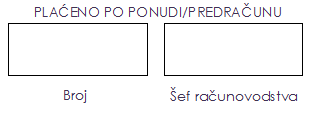 PLAĆENO PO PONUDI/PREDRAČUNU
Broj
Šef računovodstva